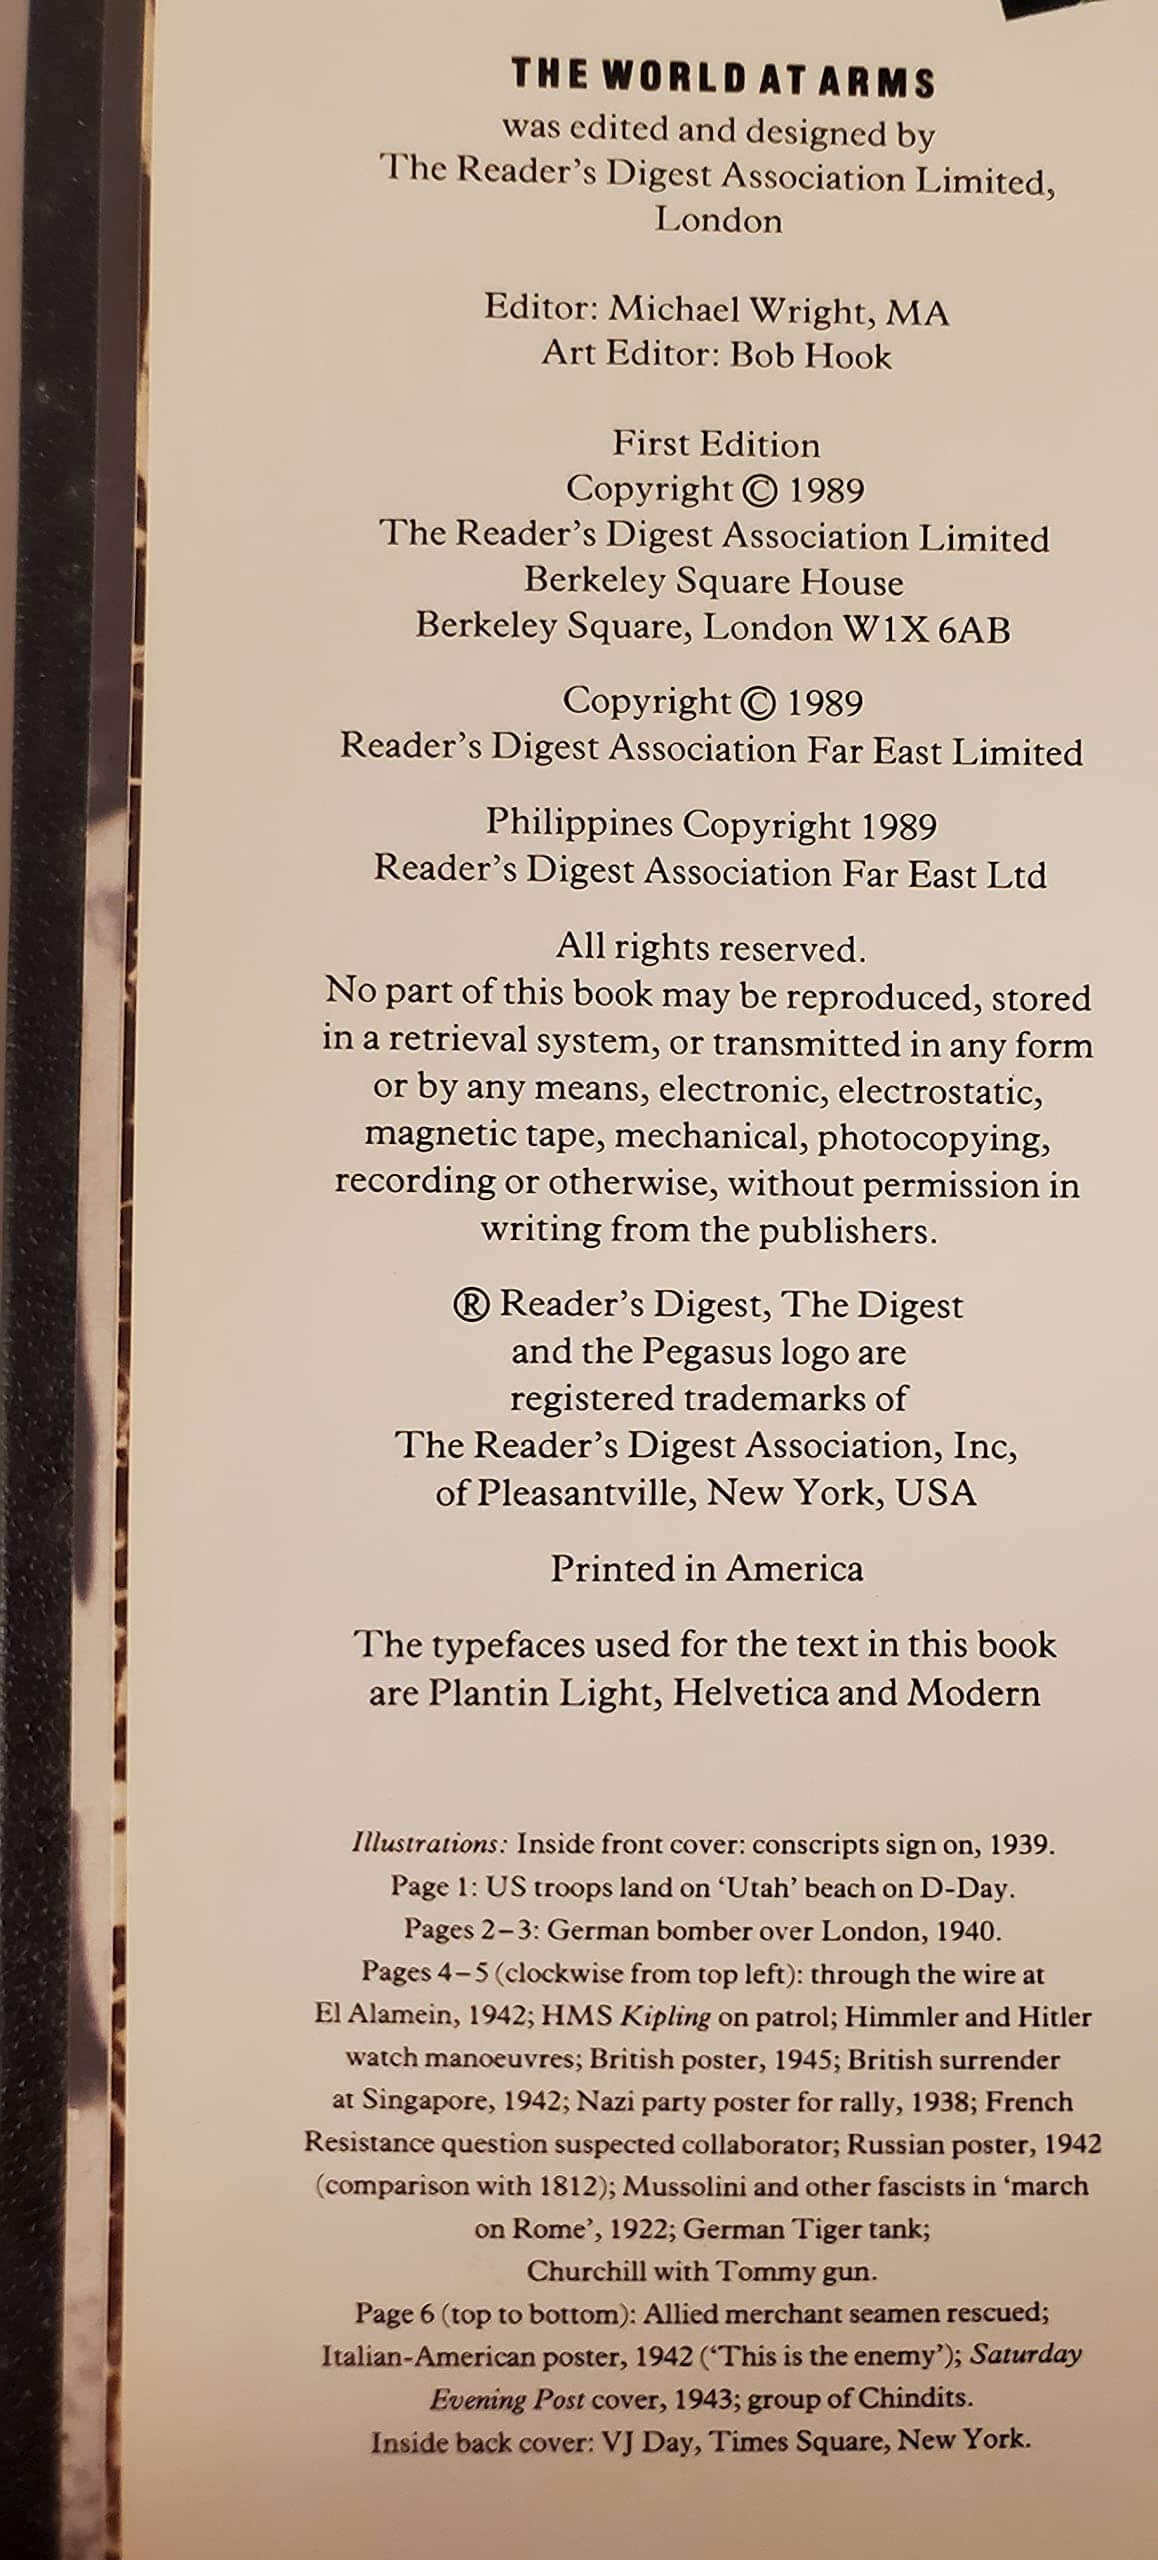 THE WORLD AT ARMS
was edited and designed by
The Reader's Digest Association Limited,
London
Editor: Michael Wright, MA
Art Editor: Bob Hook
First Edition
Copyright © 1989
The Reader's Digest Association Limited
Berkeley Square House
Berkeley Square, London W1X 6AB
Copyright © 1989
Reader's Digest Association Far East Limited
Philippines Copyright 1989
Reader's Digest Association Far East Ltd
All rights reserved.
No part of this book may be reproduced, stored
in a retrieval system, or transmitted in any form
or by any means, electronic, electrostatic,
magnetic tape, mechanical, photocopying,
recording or otherwise, without permission in
writing from the publishers.
® Reader's Digest, The Digest
and the Pegasus logo are
registered trademarks of
The Reader's Digest Association, Inc,
of Pleasantville, New York, USA
Printed in America
The typefaces used for the text in this book
are Plantin Light, Helvetica and Modern
Illustrations: Inside front cover: conscripts sign on, 1939.
Page 1: US troops land on 'Utah' beach on D-Day.
Pages 2–3: German bomber over London, 1940.
Pages 4–5 (clockwise from top left): through the wire at
El Alamein, 1942; HMS Kipling on patrol; Himmler and Hitler
watch manoeuvres; British poster, 1945; British surrender
at Singapore, 1942; Nazi party poster for rally, 1938; French
Resistance question suspected collaborator; Russian poster, 1942
(comparison with 1812); Mussolini and other fascists in 'march
on Rome', 1922; German Tiger tank;
Churchill with Tommy gun.
Page 6 (top to bottom): Allied merchant seamen rescued;
Italian-American poster, 1942 ('This is the enemy'); Saturday
Evening Post cover, 1943; group of Chindits.
Inside back cover: VJ Day, Times Square, New York.